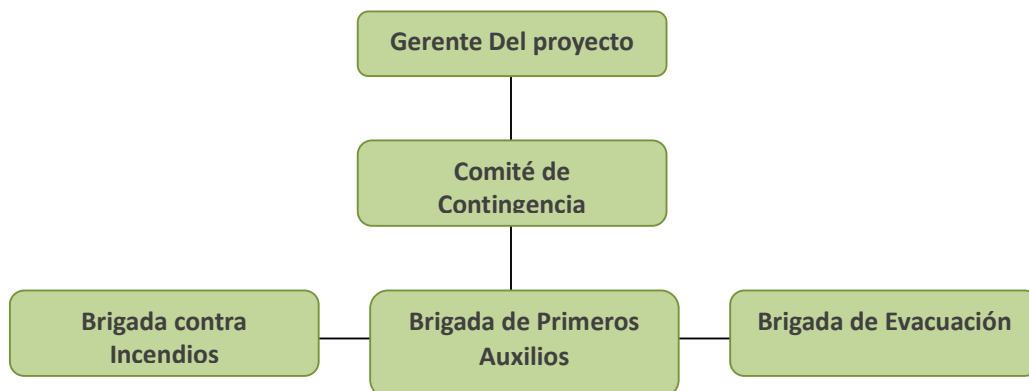 Gerente Del proyecto
Comité de
Contingencia
Brigada contra
Incendios
Brigada de Primeros
Auxilios
Brigada de Evacuación